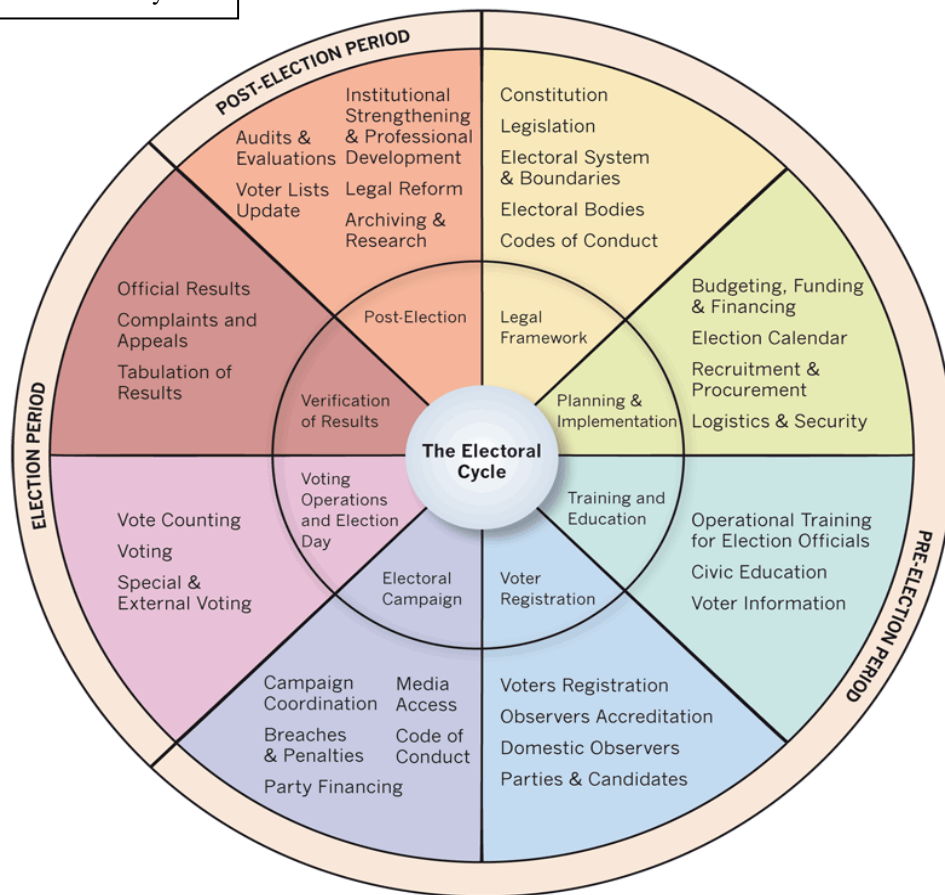 POST-ELECTION PERIOD
Institutional
Strengthening
& Professional
Development
Audits &
Evaluations
Voter Lists
Update
Legal Reform
Archiving &
Research
Post-Election
Constitution
Legislation
Electoral System
& Boundaries
Electoral Bodies
Codes of Conduct
Legal
Framework
Budgeting, Funding
& Financing
Election Calendar
Recruitment &
Procurement
Logistics & Security
Planning &
Implementation
Operational Training
for Election Officials
Civic Education
Voter Information
Training and
Education
PRE-ELECTION PERIOD
Voters Registration
Observers Accreditation
Domestic Observers
Parties & Candidates
Voter
Registration
Electoral
Campaign
Campaign
Coordination
Breaches
& Penalties
Party Financing
Media
Access
Code of
Conduct
Voting
Operations
and Election
Day
Vote Counting
Voting
Special &
External Voting
ELECTION PERIOD
Official Results
Complaints and
Appeals
Tabulation of
Results
Verification
of Results
The Electoral
Cycle